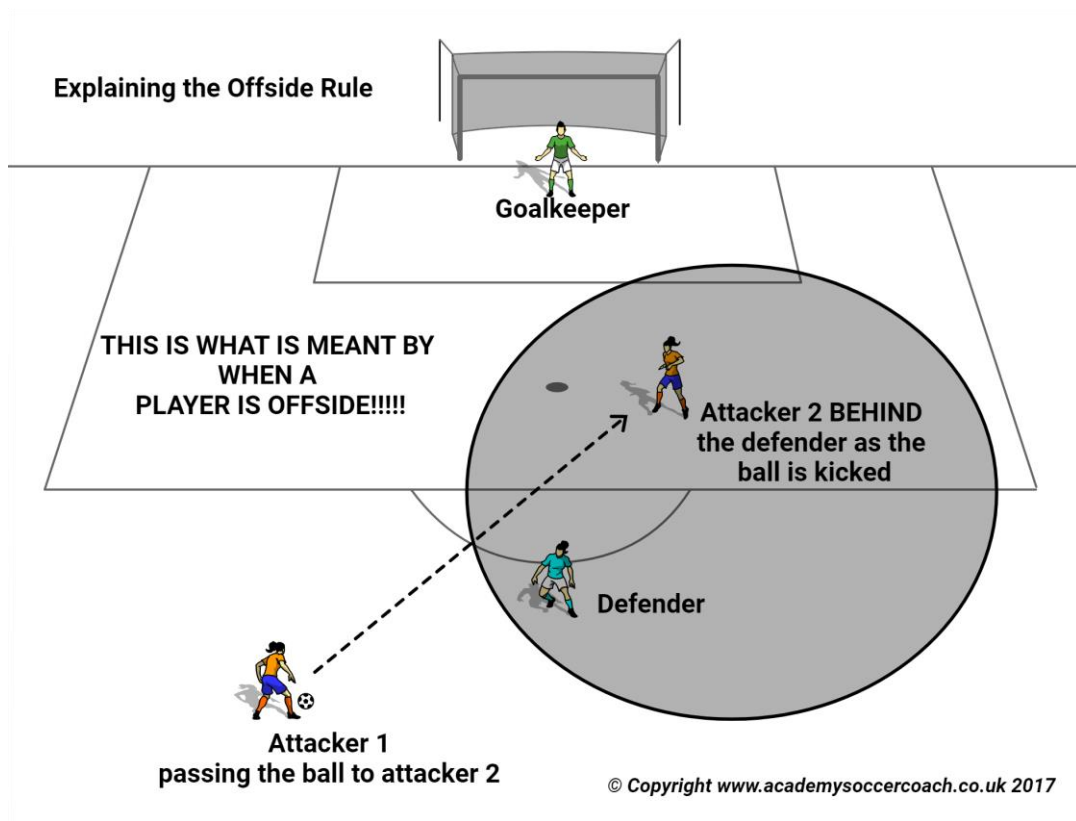 Explaining the Offside Rule
Goalkeeper
THIS IS WHAT IS MEANT BY
WHEN A
PLAYER IS OFFSIDE!!!!!
Attacker 2 BEHIND
the defender as the
ball is kicked
Defender
Attacker 1
passing the ball to attacker 2
© Copyright www.academysoccercoach.co.uk 2017